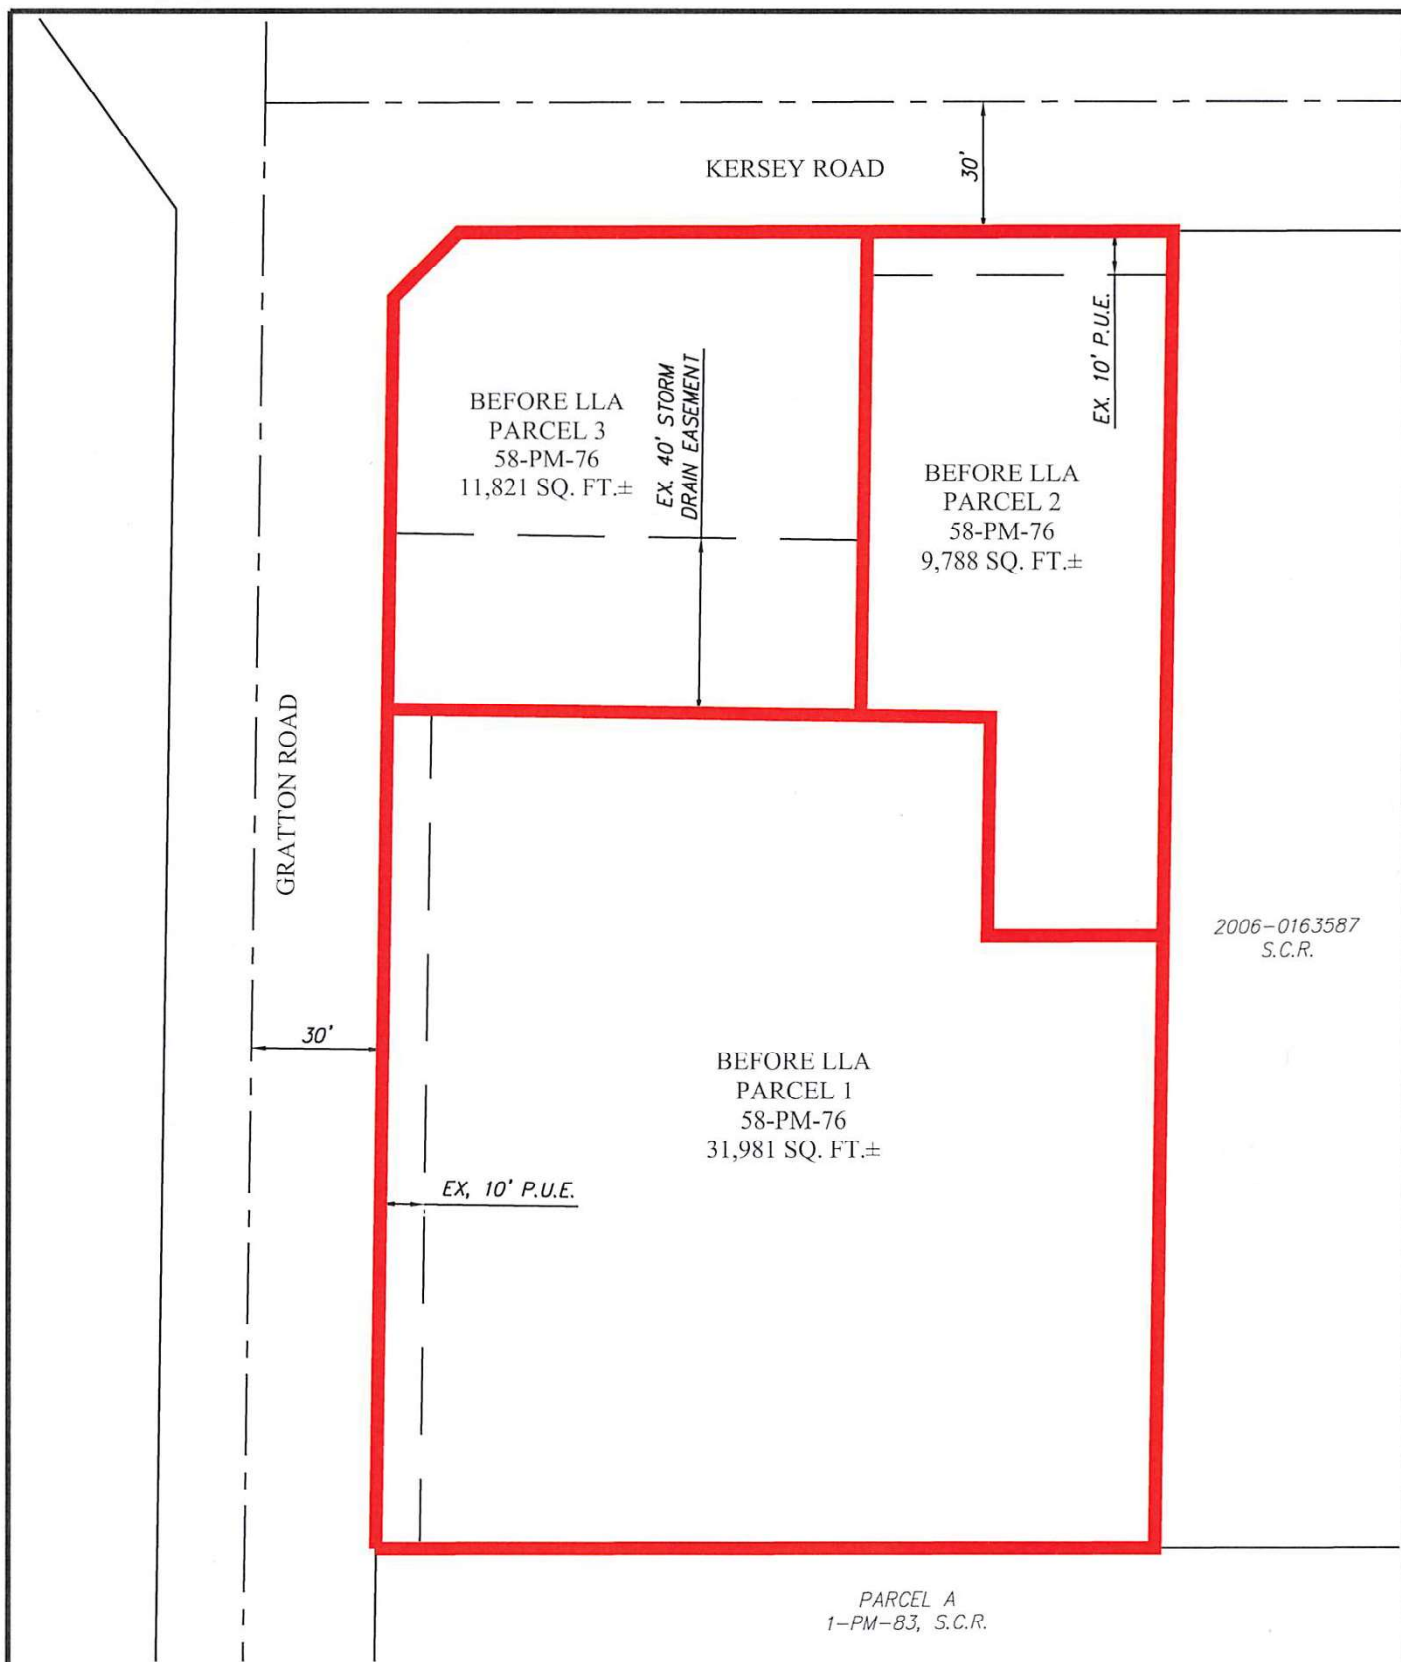 KERSEY ROAD
30'
EX. 10' P.U.E.
BEFORE LLA
PARCEL 3
58-PM-76
11,821 SQ. FT.±
EX. 40' STORM
DRAIN EASEMENT
BEFORE LLA
PARCEL 2
58-PM-76
9,788 SQ. FT.±
GRATTON ROAD
2006-0163587
S.C.R.
30'
BEFORE LLA
PARCEL 1
58-PM-76
31,981 SQ. FT.±
EX, 10' P.U.E.
PARCEL A
1-PM-83, S.C.R.